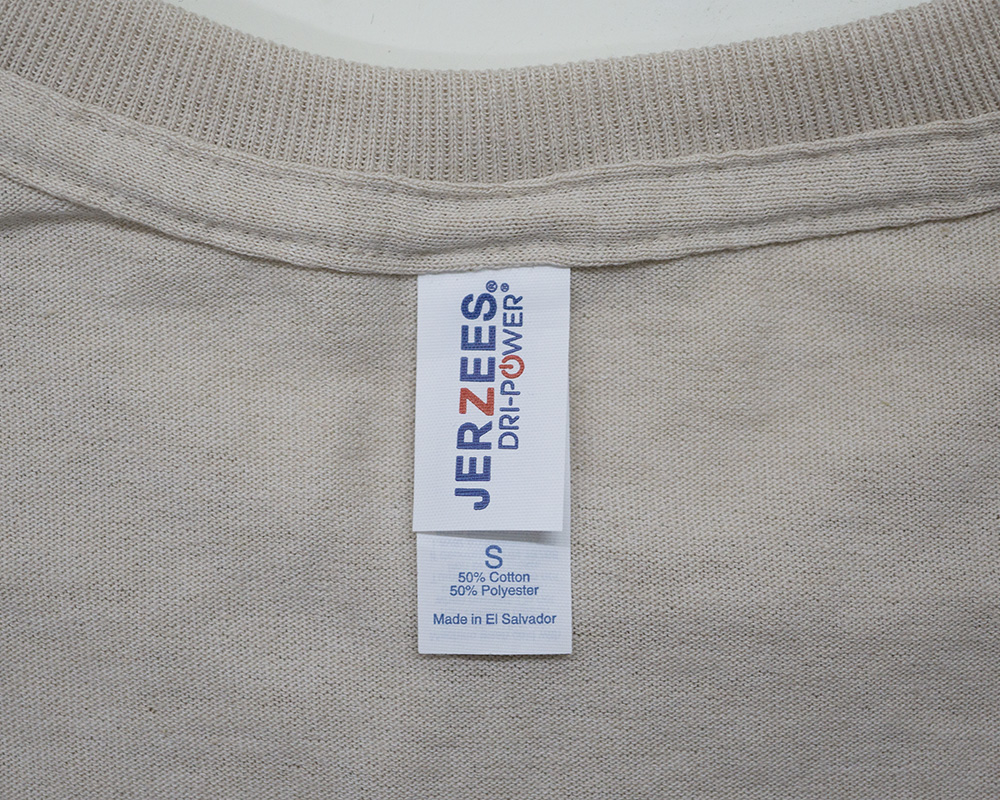 JERZEES®
DRI-POWER®
S
50% Cotton
50% Polyester
Made in El Salvador